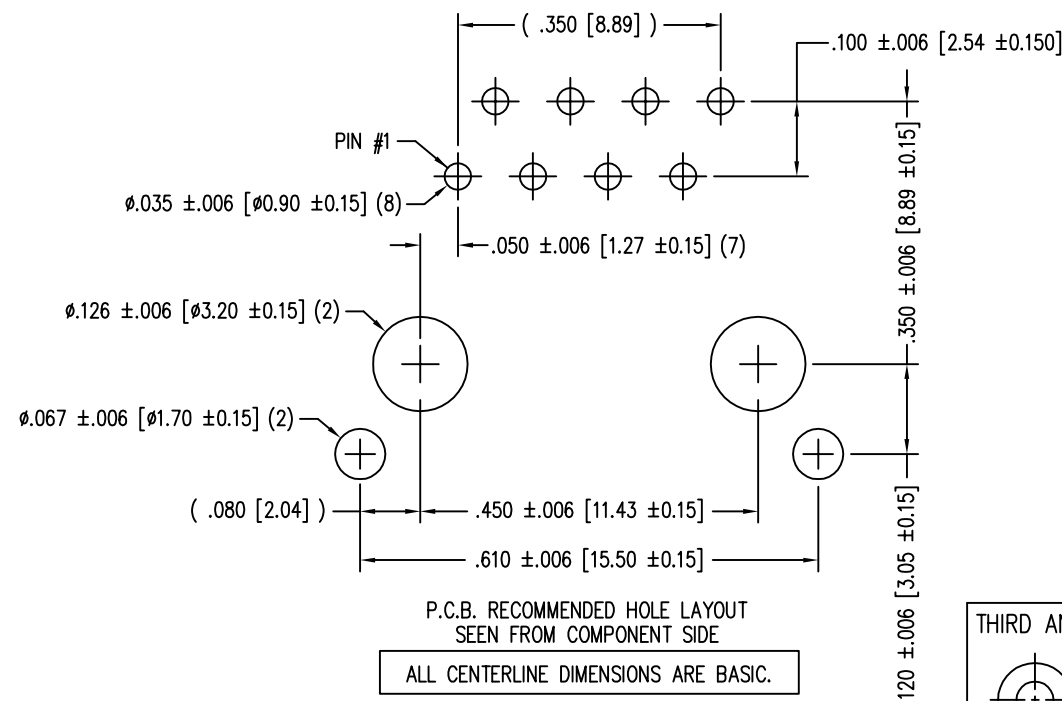 ( .350 [8.89] )
.100 ±.006 [2.54 ±0.150]
PIN #1
ø.035 ±.006 [ø0.90 ±0.15] (8)
.050 ±.006 [1.27 ±0.15] (7)
.350 ±.006 [8.89 ±0.15]
ø.126 ±.006 [ø3.20 ±0.15] (2)
ø.067 ±.006 [ø1.70 ±0.15] (2)
( .080 [2.04] )
.450 ±.006 [11.43 ±0.15]
.610 ±.006 [15.50 ±0.15]
120 ±.006 [3.05 ±0.15]
P.C.B. RECOMMENDED HOLE LAYOUT
SEEN FROM COMPONENT SIDE
ALL CENTERLINE DIMENSIONS ARE BASIC.
THIRD AN